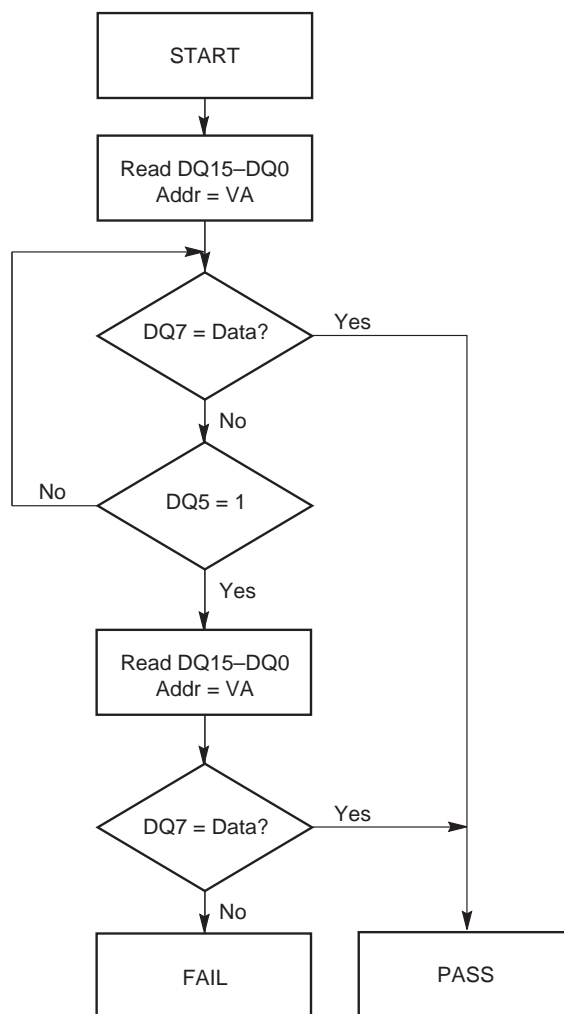 START
Read DQ15–DQ0
Addr = VA
DQ7 = Data?
Yes
No
No
DQ5 = 1
Yes
Read DQ15–DQ0
Addr = VA
DQ7 = Data?
Yes
No
FAIL
PASS